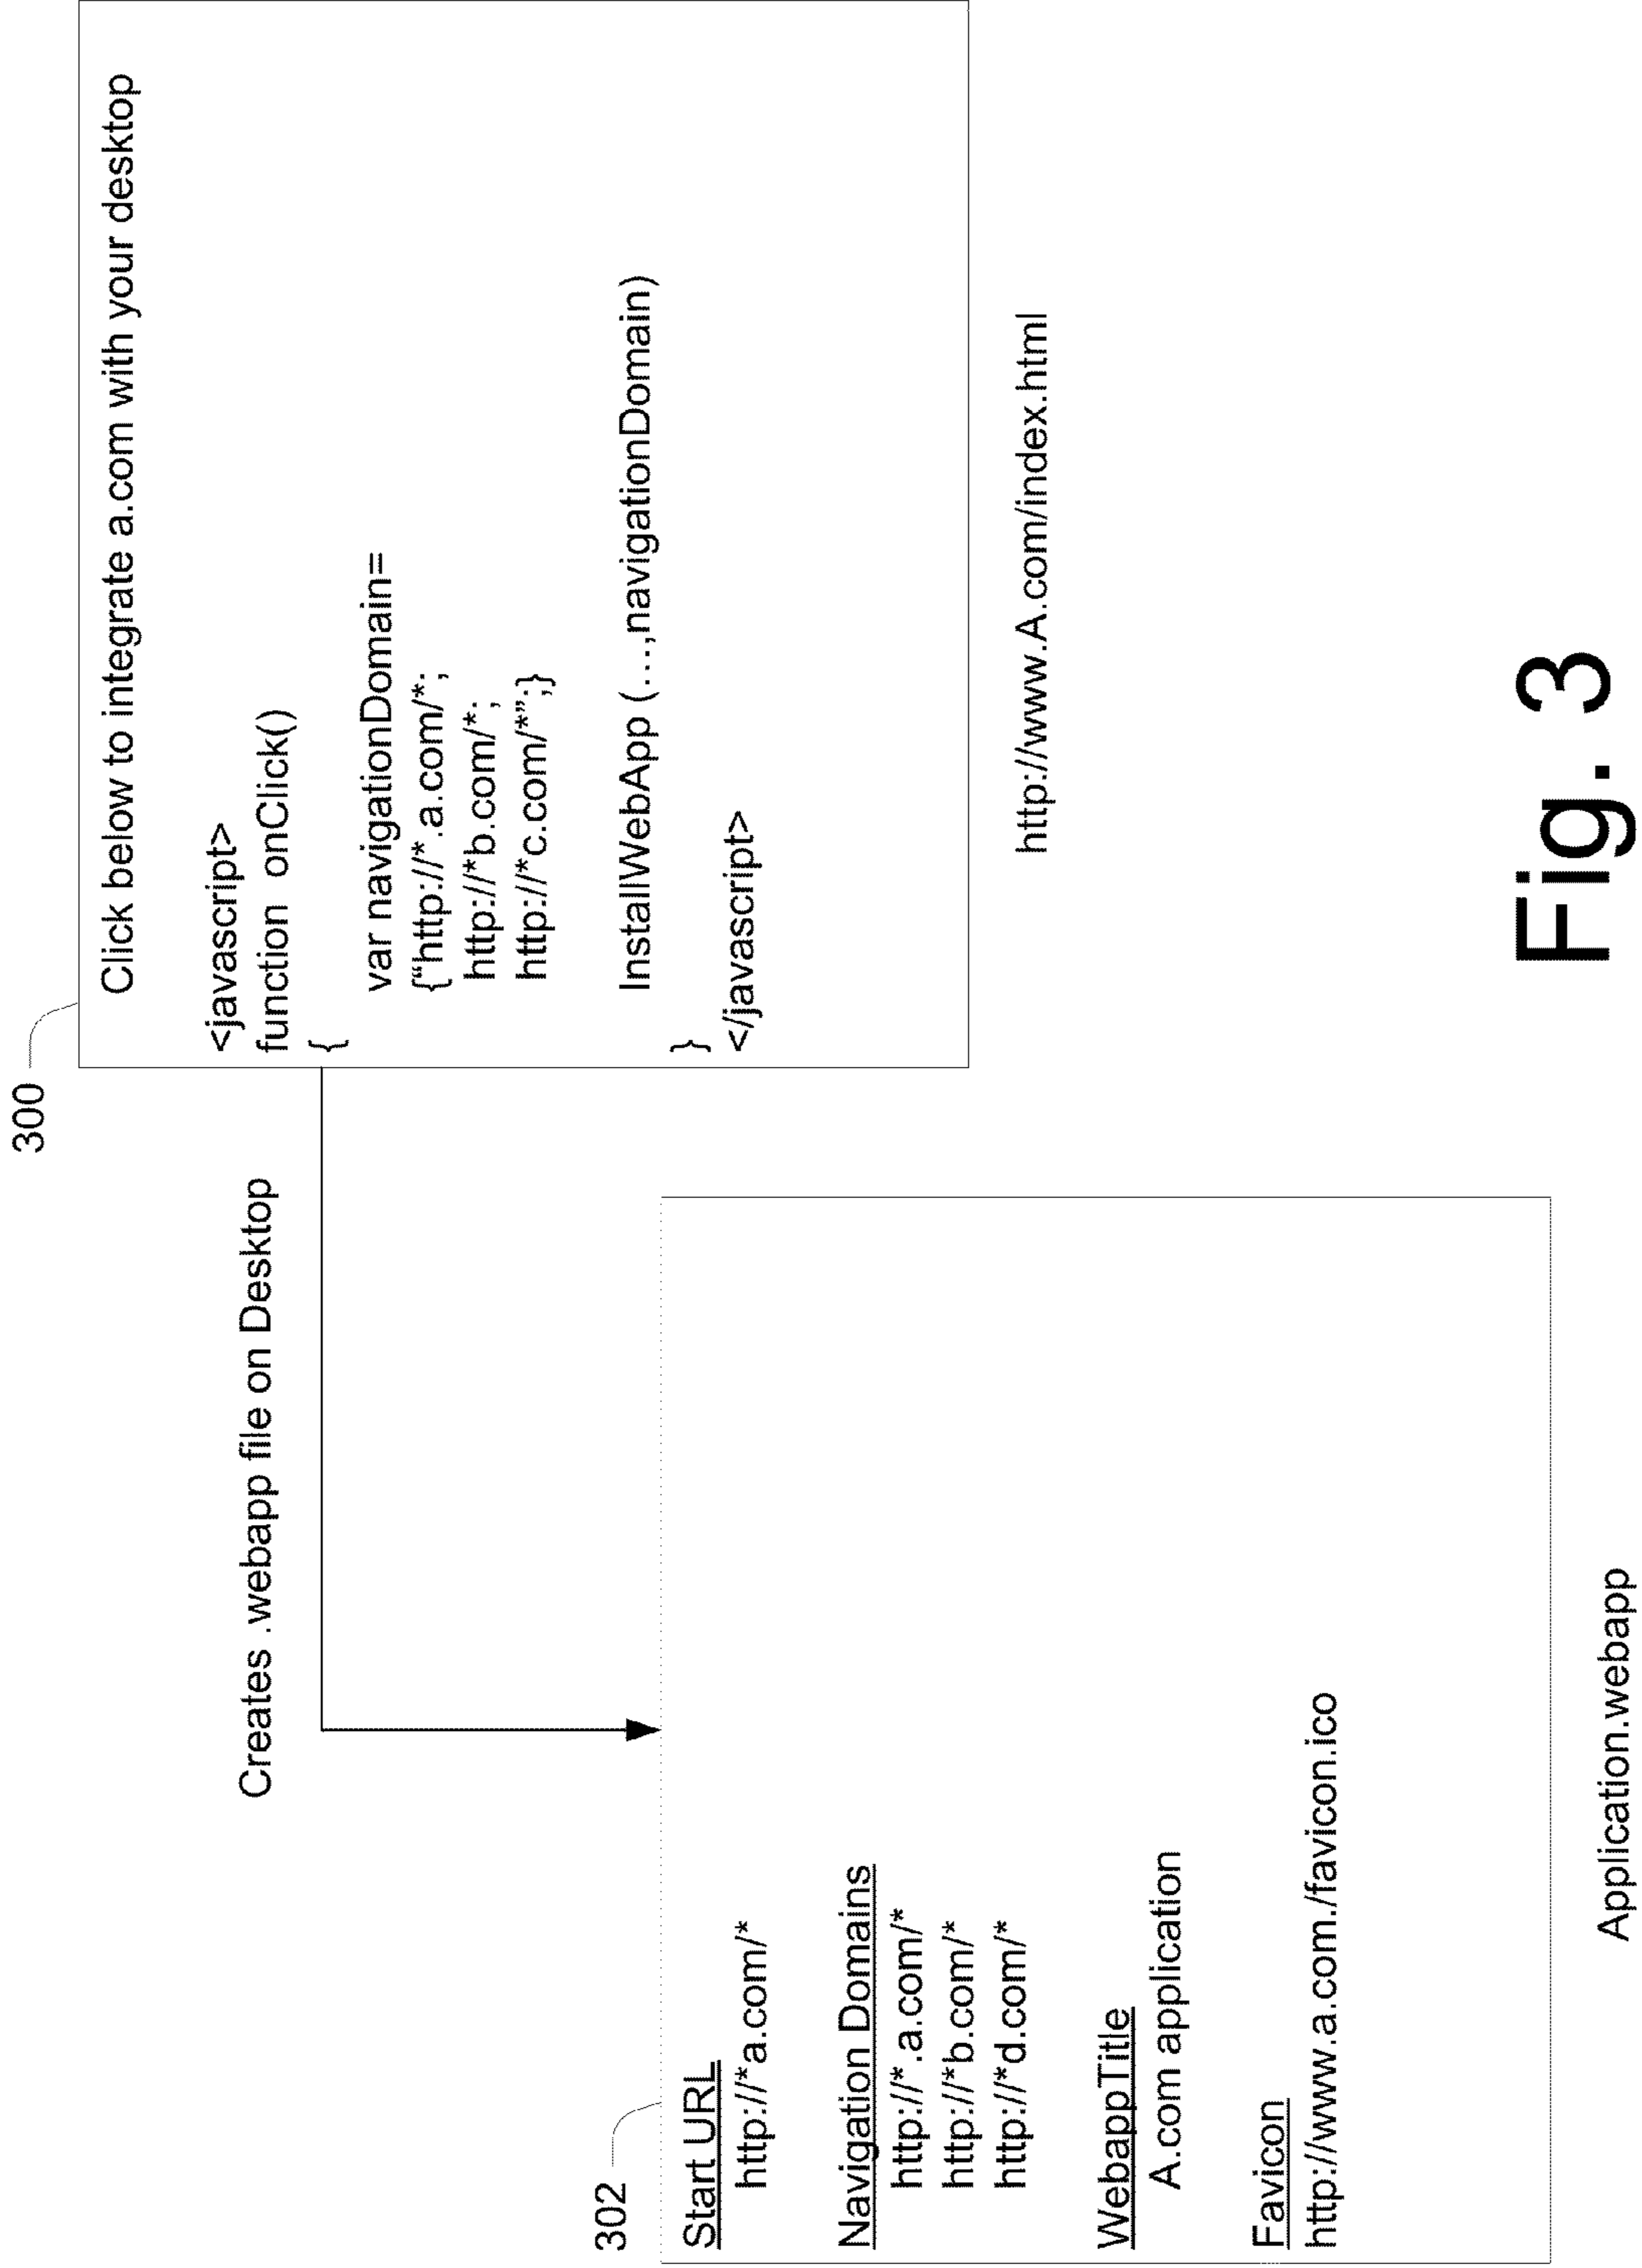 300
Click below to integrate a.com with your desktop
<javascript>
function onClick()
{
var navigationDomain=
{“http://*.a.com/*;
http://*b.com/*;
http://*c.com/*”;}
InstallWebApp (…,navigationDomain)
}
</javascript>
http://www.A.com/index.html
Creates .webapp file on Desktop
302
Start URL
http://*a.com/*
Navigation Domains
http://*.a.com/*
http://*b.com/*
http://*d.com/*
WebappTitle
A.com application
Favicon
http://www.a.com./favicon.ico
Application.webapp
Fig. 3